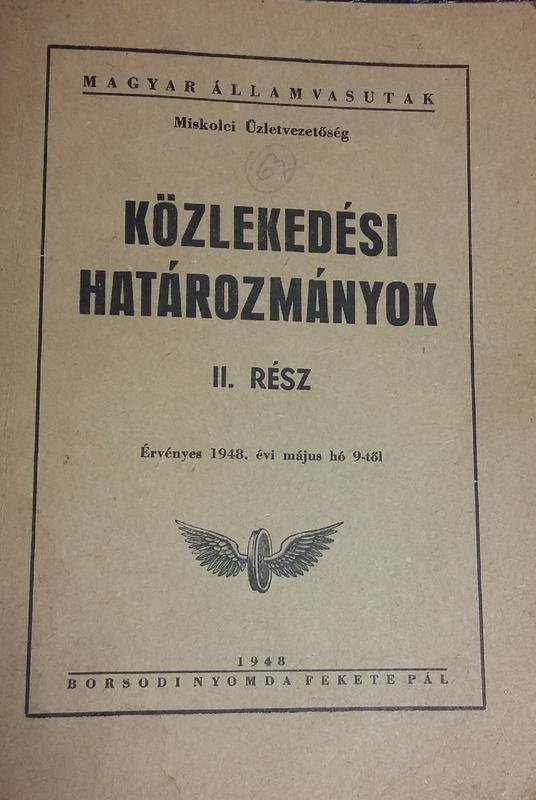 MAGYAR ÁLLAMVASUTAK
Miskolci Üzletvezetőség
67.
KÖZLEKEDÉSI
HATÁROZMÁNYOK
II. RÉSZ
Érvényes 1948. évi május hó 9-től
1948
BORSODI NYOMDA FEKETE PÁL